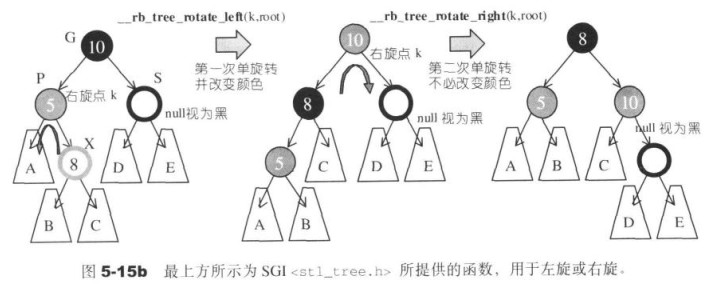 __rb_tree_rotate_left(k,root)
__rb_tree_rotate_right(k,root)
G
10
第一次单旋转
并改变颜色
P
S
5
右旋点 k
null视为黑
X
8
A
D
E
B
C
10
右旋点 k
8
null视为黑
5
C
D
E
A
B
第二次单旋转
不必改变颜色
8
5
10
null 视为黑
A
B
C
D
E
图 5-15b 最上方所示为 SGI <stl_tree.h> 所提供的函数，用于左旋或右旋。